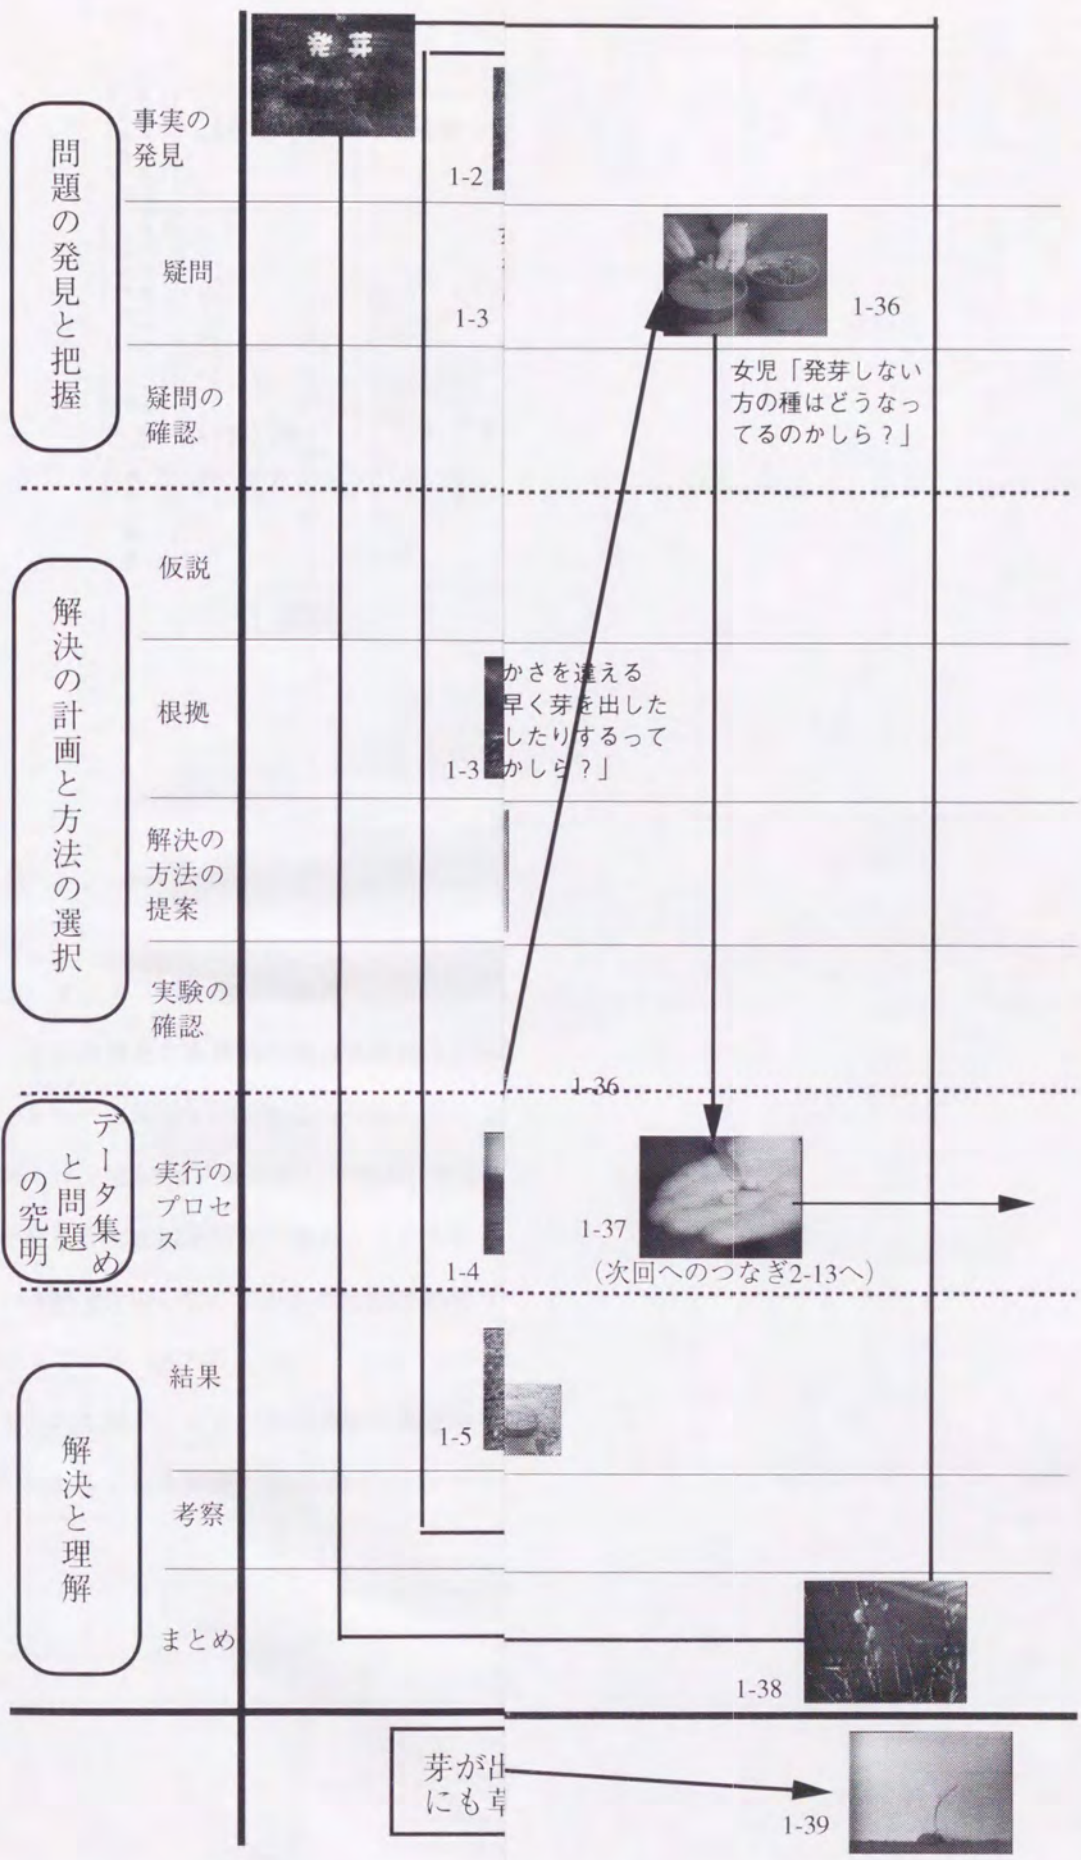 発芽
問題の発見と把握
事実の
発見
1-2
疑問
1-3
1-36
疑問の
確認
女児「発芽しない
方の種はどうなっ
てるのかしら？」
解決の計画と方法の選択
仮説
根拠
1-3
かさを違える
早く芽を出した
したりするって
かしら？」
解決の
方法の
提案
実験の
確認
1-36
データ集め
と問題
の究明
実行の
プロセ
ス
1-4
1-37
（次回へのつなぎ2-13へ）
解決と理解
結果
1-5
考察
まとめ
1-38
芽が出
にも草
1-39